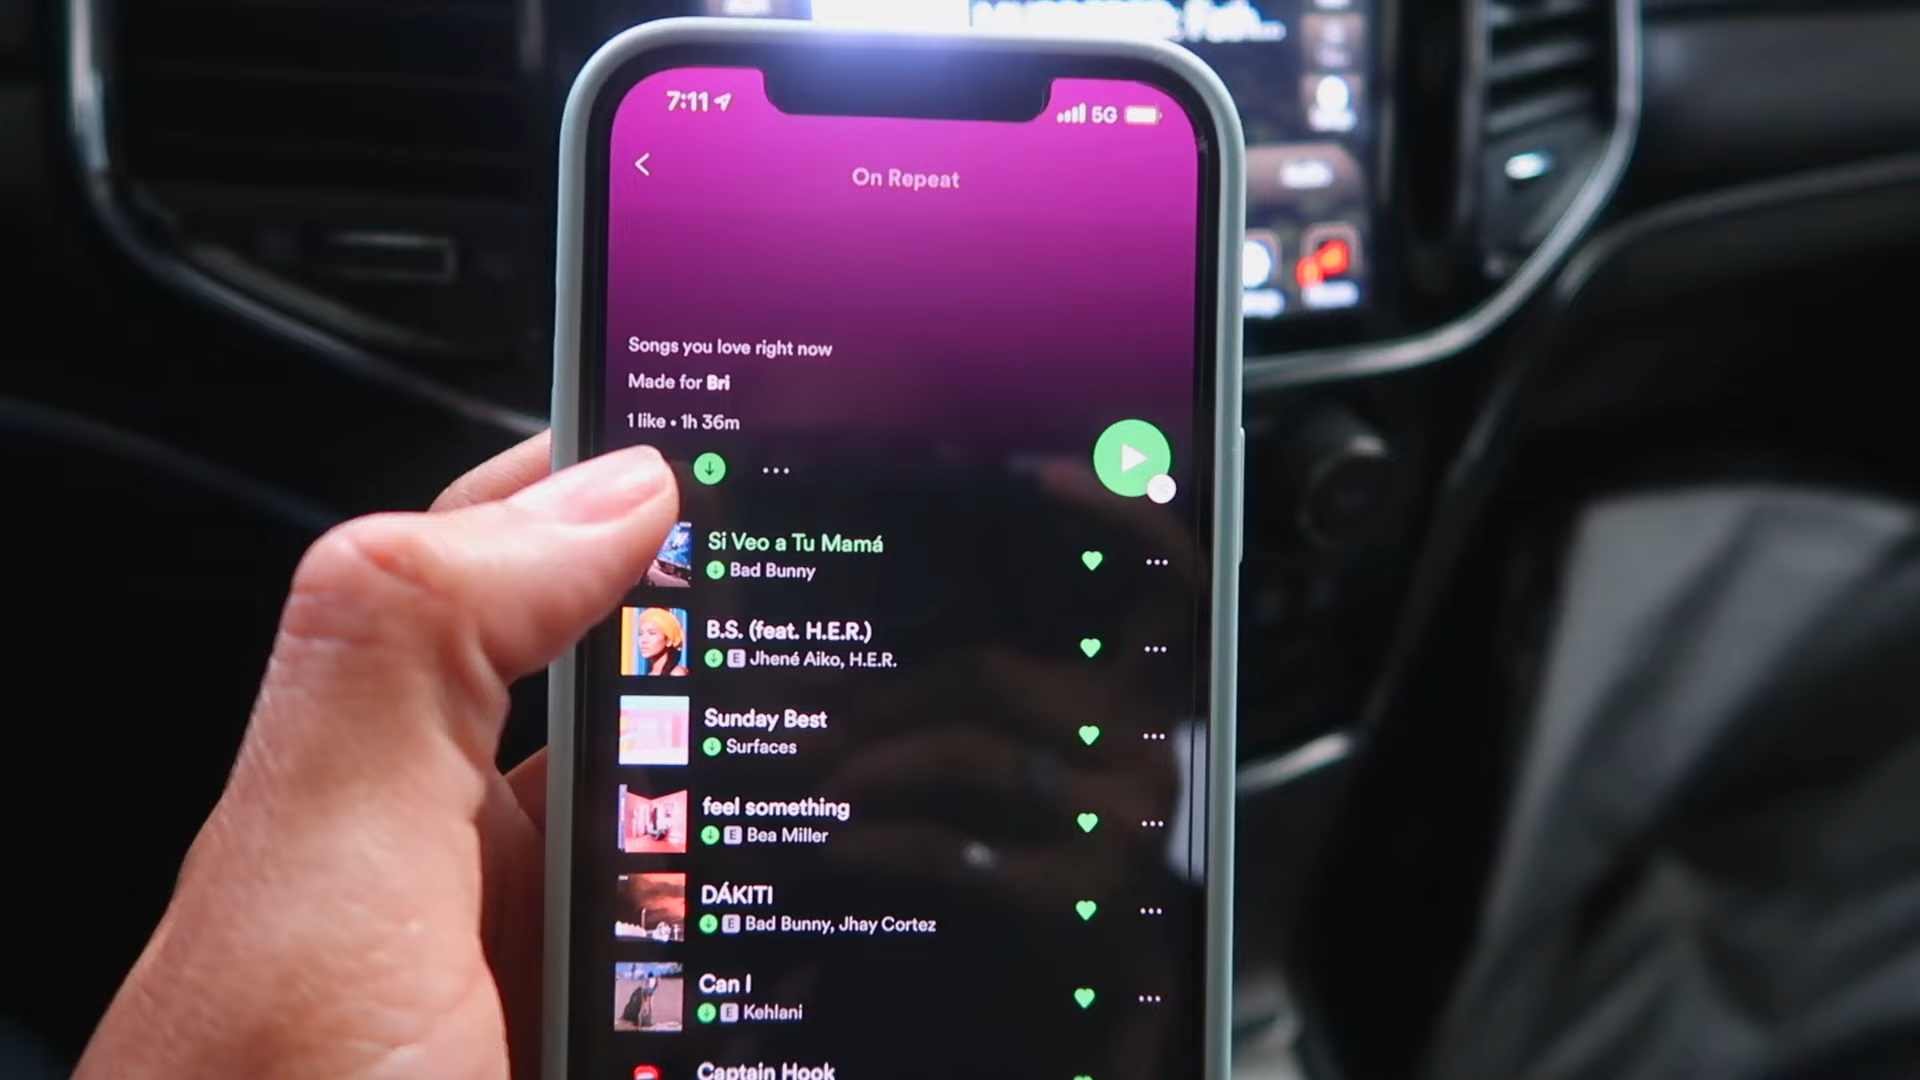 7:11
5G
On Repeat
Songs you love right now
Made for Bri
1 like • 1h 36m
Si Veo a Tu Mamá
Bad Bunny
B.S. (feat. H.E.R.)
E Jhené Aiko, H.E.R.
Sunday Best
Surfaces
feel something
E Bea Miller
DÁKITI
E Bad Bunny, Jhay Cortez
Can I
E Kehlani
Captain Hook